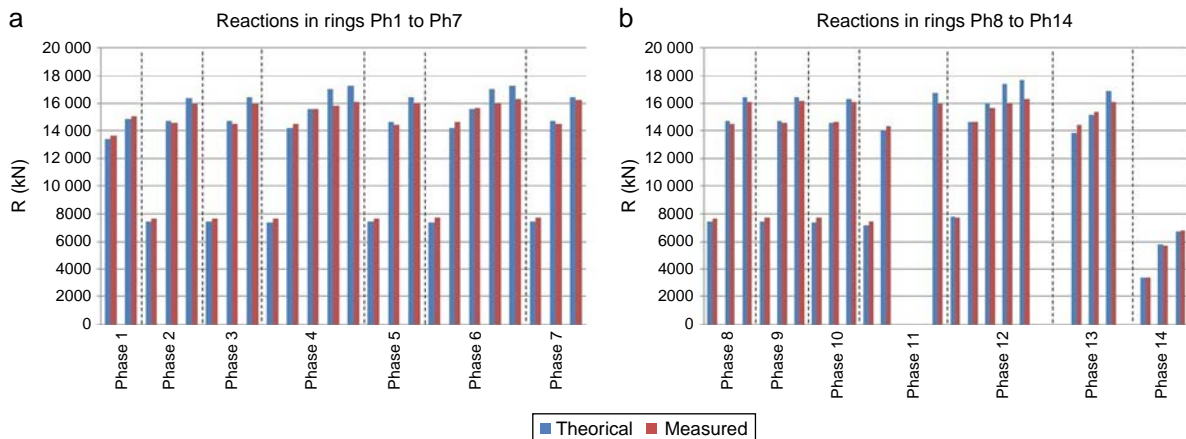 a
Reactions in rings Ph1 to Ph7
R (kN)
20 000
18 000
16 000
14 000
12 000
10 000
8000
6000
4000
2000
0
Phase 1
Phase 2
Phase 3
Phase 4
Phase 5
Phase 6
Phase 7
b
Reactions in rings Ph8 to Ph14
R (kN)
20 000
18 000
16 000
14 000
12 000
10 000
8000
6000
4000
2000
0
Phase 8
Phase 9
Phase 10
Phase 11
Phase 12
Phase 13
Phase 14
Theorical
Measured